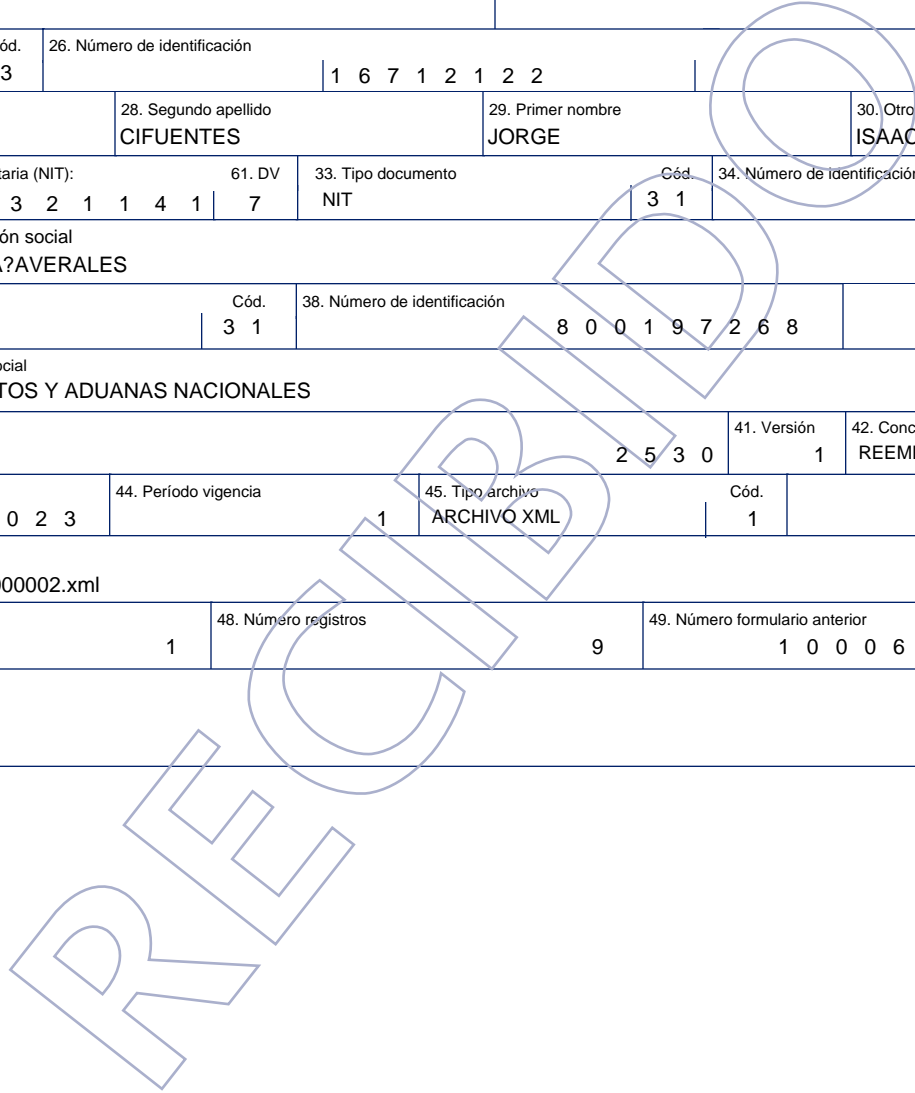 ód. 26. Número de identificación
3 1 6 7 1 2 1 2 2
28. Segundo apellido 29. Primer nombre 30. Otro
CIFUENTES JORGE ISAAC
taria (NIT): 61. DV 33. Tipo documento Cód. 34. Número de identificación
3 2 1 1 4 1 7 NIT 3 1
ón social
A?AVERALES
Cód. 38. Número de identificación
3 1 8 0 0 1 9 7 2 6 8
ocial
TOS Y ADUANAS NACIONALES
41. Versión 42. Conc
2 5 3 0 1 REEM
44. Período vigencia 45. Tipo archivo Cód.
0 2 3 1 ARCHIVO XML 1
000002.xml
48. Número registros 49. Número formulario anterior
1 9 1 0 0 0 6
RECIBIDO